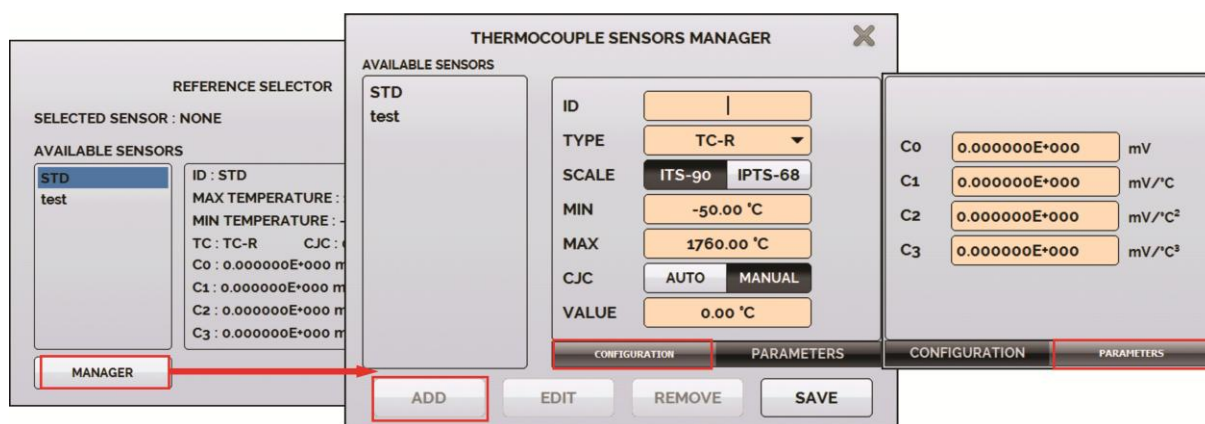 REFERENCE SELECTOR
SELECTED SENSOR : NONE
AVAILABLE SENSORS
STD
test
ID : STD
MAX TEMPERATURE :
MIN TEMPERATURE : -
TC : TC-R CJC :
C0 : 0.000000E+000 m
C1 : 0.000000E+000 m
C2 : 0.000000E+000 m
C3 : 0.000000E+000 m
MANAGER
THERMOCOUPLE SENSORS MANAGER
AVAILABLE SENSORS
STD
test
ID
TYPE TC-R
SCALE ITS-90 IPTS-68
MIN -50.00 °C
MAX 1760.00 °C
CJC AUTO MANUAL
VALUE 0.00 °C
CONFIGURATION PARAMETERS
ADD EDIT REMOVE SAVE
C0 0.000000E+000 mV
C1 0.000000E+000 mV/°C
C2 0.000000E+000 mV/°C²
C3 0.000000E+000 mV/°C³
CONFIGURATION PARAMETERS